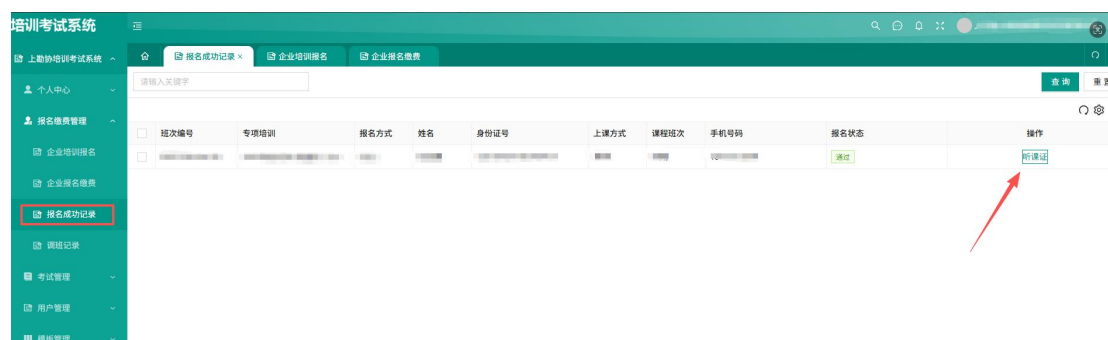 培训考试系统
上勘协培训考试系统
报名成功记录 ×
企业培训报名
企业报名缴费
请输入关键字
查 询
重
个人中心
报名缴费管理
企业培训报名
企业报名缴费
报名成功记录
调班记录
考试管理
用户管理
班次编号
专项培训
报名方式
姓名
身份证号
上课方式
课程班次
手机号码
报名状态
操作
通过
听课证